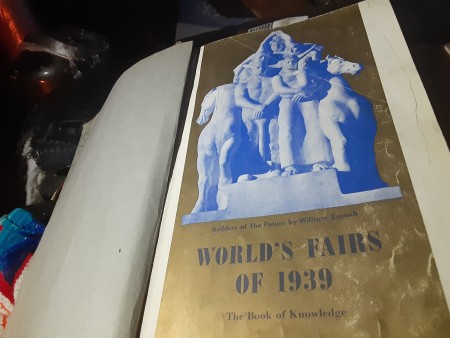 Builders of The Future by William Zorach
WORLD'S FAIRS
OF 1939
The Book of Knowledge